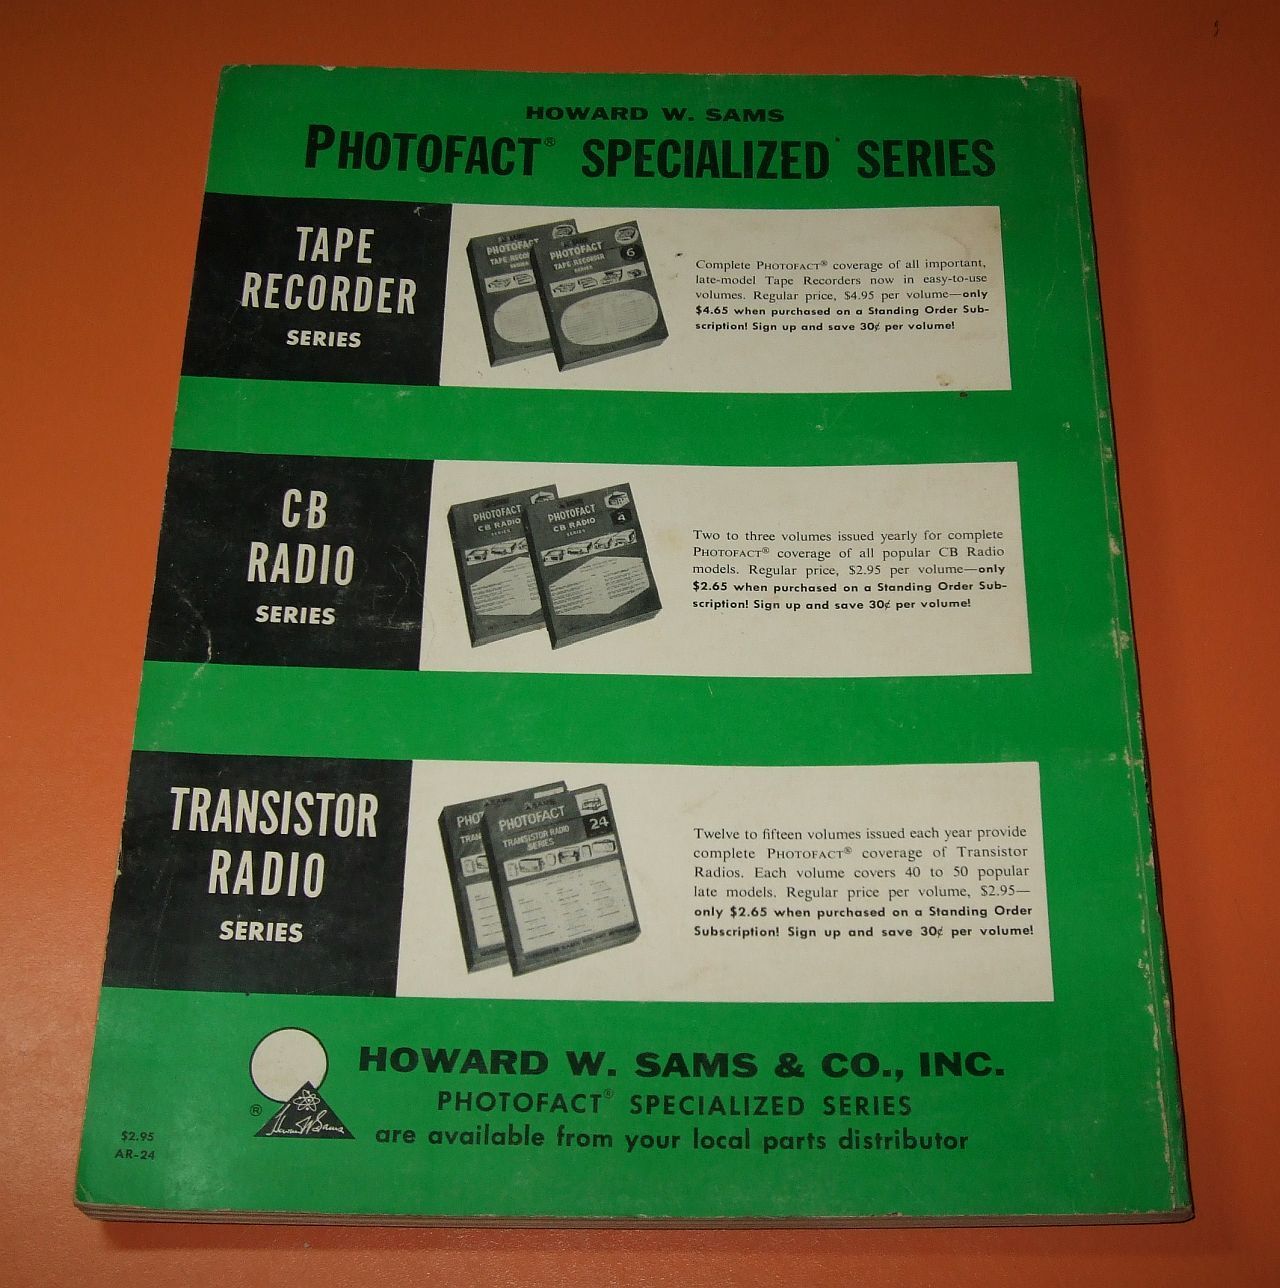 HOWARD W. SAMS
PHOTOFACT® SPECIALIZED SERIES
TAPE
RECORDER
SERIES
PHOTOFACT
TAPE RECORDER
SERIES
6
Complete PHOTOFACT® coverage of all important,
late-model Tape Recorders now in easy-to-use
volumes. Regular price, $4.95 per volume—only
$4.65 when purchased on a Standing Order Sub-
scription! Sign up and save 30¢ per volume!
CB
RADIO
SERIES
PHOTOFACT
CB RADIO
SERIES
PHOTOFACT
CB RADIO
SERIES
4
Two to three volumes issued yearly for complete
PHOTOFACT® coverage of all popular CB Radio
models. Regular price, $2.95 per volume—only
$2.65 when purchased on a Standing Order Sub-
scription! Sign up and save 30¢ per volume!
TRANSISTOR
RADIO
SERIES
PHOTOFACT
TRANSISTOR RADIO
SERIES
24
Twelve to fifteen volumes issued each year provide
complete PHOTOFACT® coverage of Transistor
Radios. Each volume covers 40 to 50 popular
late models. Regular price per volume, $2.95—
only $2.65 when purchased on a Standing Order
Subscription! Sign up and save 30¢ per volume!
HOWARD W. SAMS & CO., INC.
PHOTOFACT® SPECIALIZED SERIES
are available from your local parts distributor
®
Howard W Sams
$2.95
AR-24